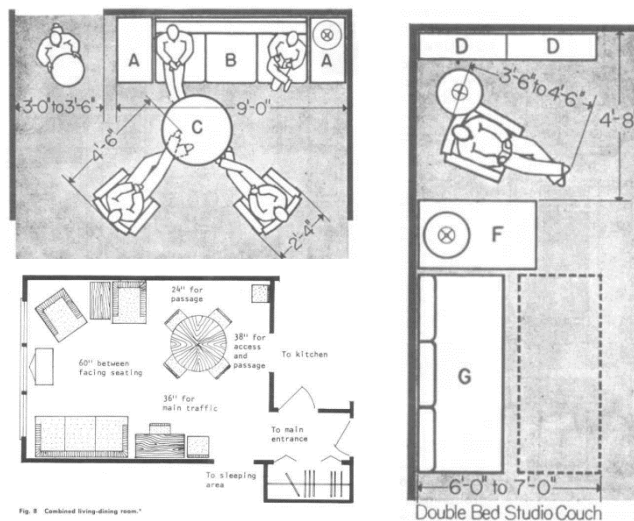 A
B
A
3'-0" to 3'-6"
9'-0"
4'-6"
C
2'-4"
D
D
3'-6" to 4'-6"
4'-8
F
G
6'-0" to 7'-0"
Double Bed Studio Couch
24" for
passage
38" for
access
and
passage
60" between
facing seating
36" for
main traffic
To kitchen
To main
entrance
To sleeping
area
Fig. 8 Combined living-dining room.*